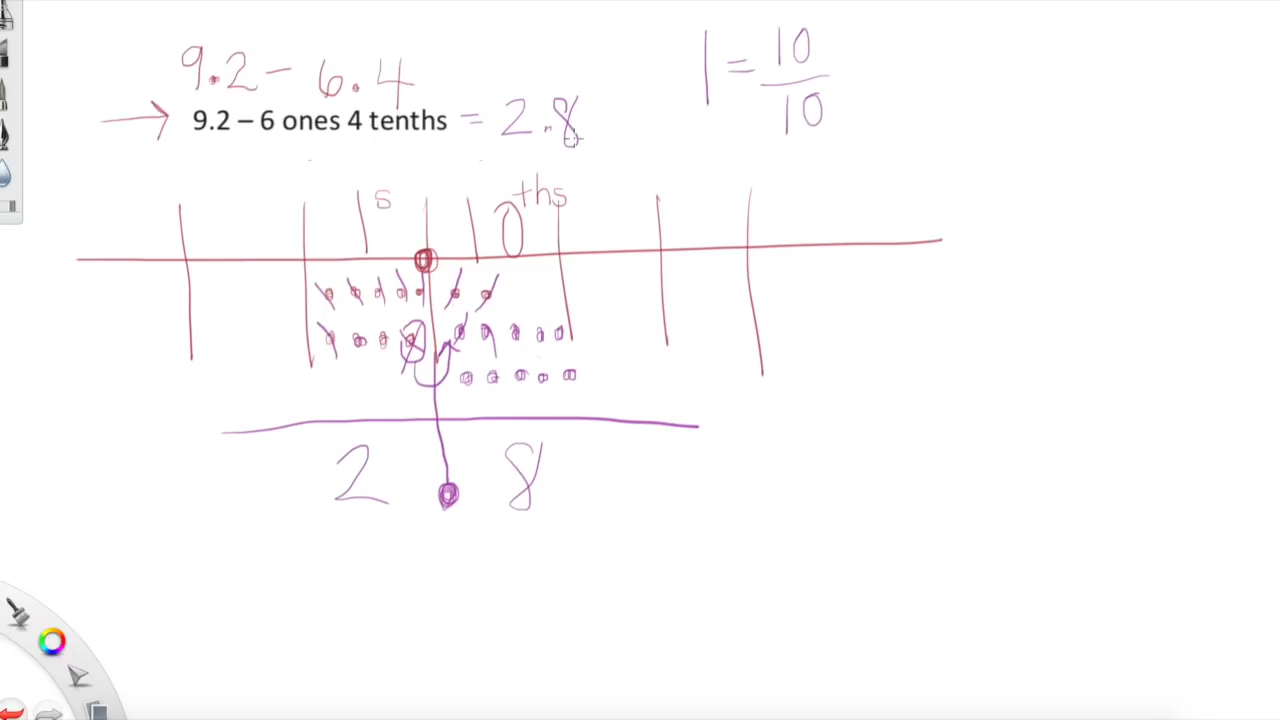 9.2 - 6.4
1 = 10/10
9.2 – 6 ones 4 tenths = 2.8
1s 10ths
2 . 8